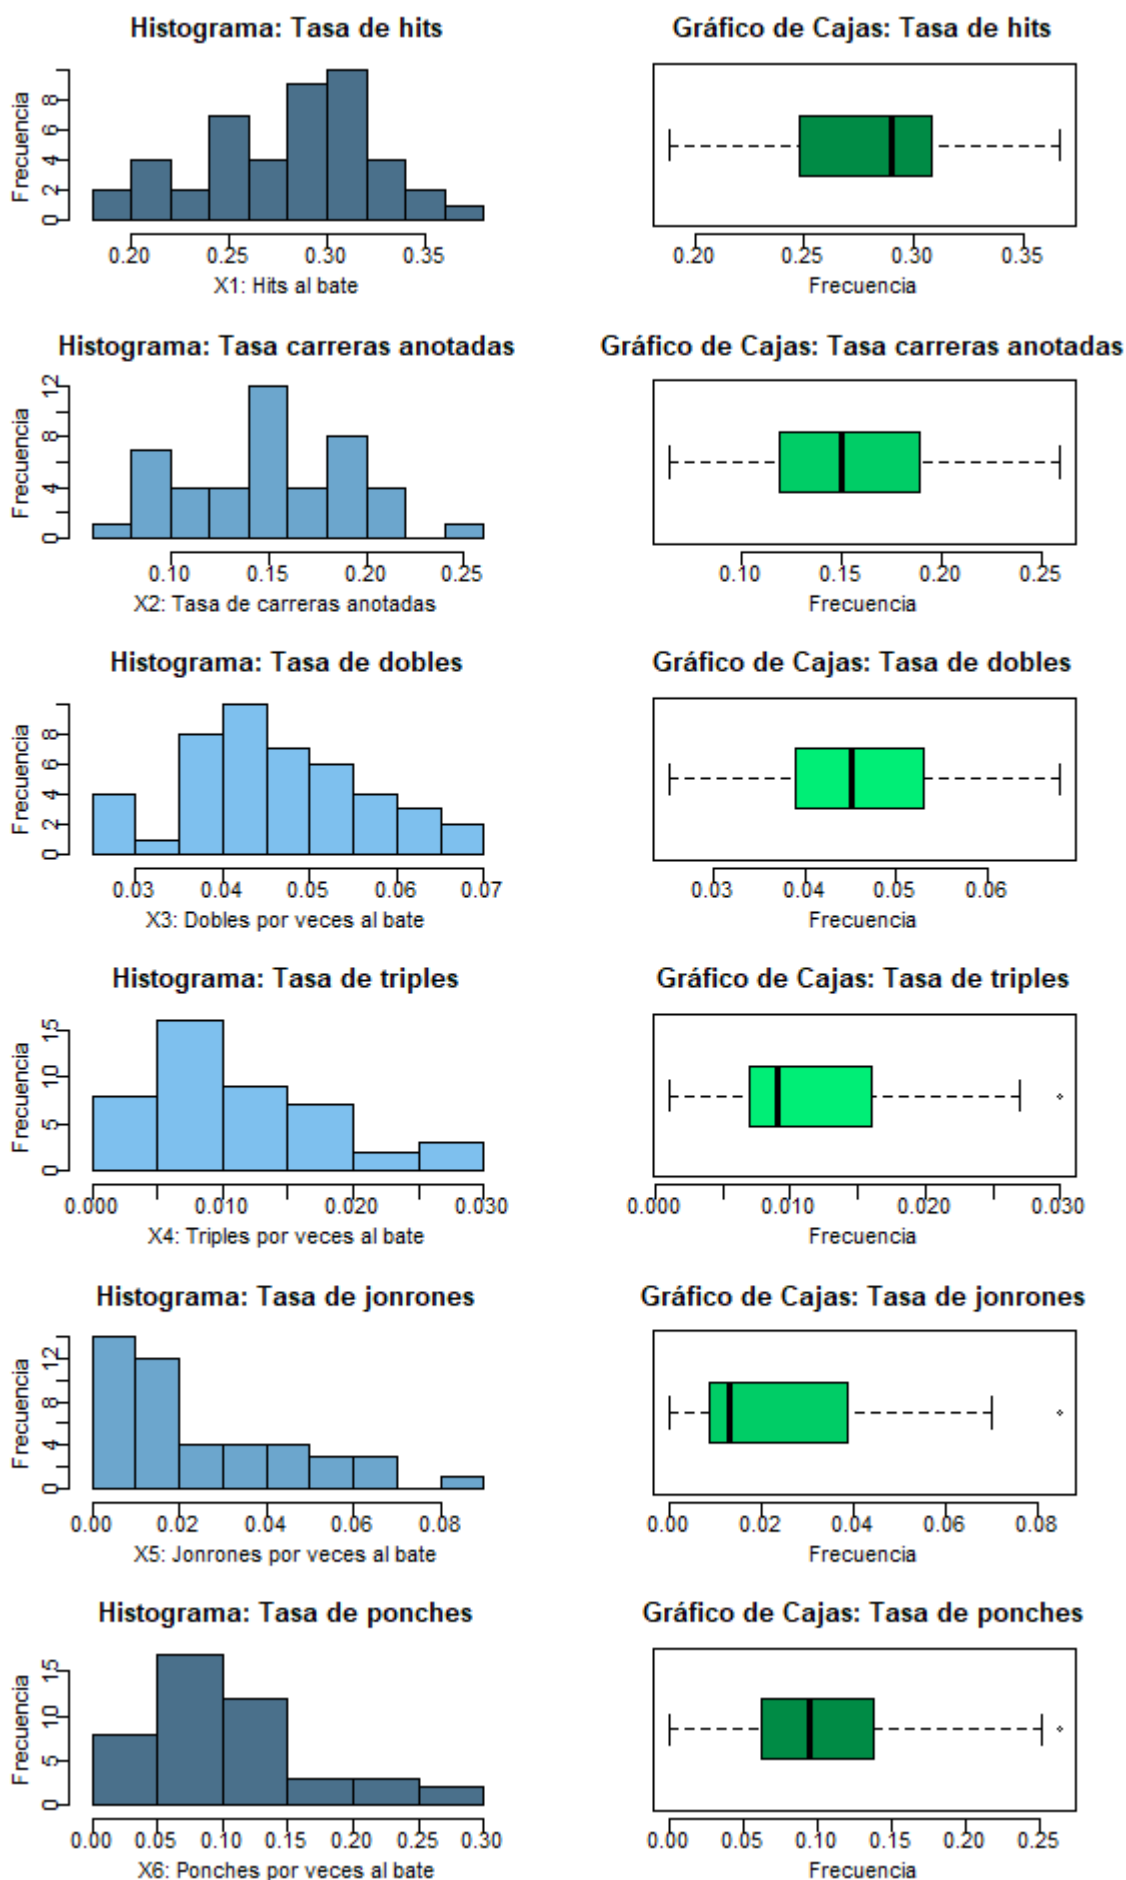 Histograma: Tasa de hits
Frecuencia
0 2 4 6 8
0.20 0.25 0.30 0.35
X1: Hits al bate
Gráfico de Cajas: Tasa de hits
0.20 0.25 0.30 0.35
Frecuencia
Histograma: Tasa carreras anotadas
Frecuencia
0 4 8 12
0.10 0.15 0.20 0.25
X2: Tasa de carreras anotadas
Gráfico de Cajas: Tasa carreras anotadas
0.10 0.15 0.20 0.25
Frecuencia
Histograma: Tasa de dobles
Frecuencia
0 2 4 6 8
0.03 0.04 0.05 0.06 0.07
X3: Dobles por veces al bate
Gráfico de Cajas: Tasa de dobles
0.03 0.04 0.05 0.06
Frecuencia
Histograma: Tasa de triples
Frecuencia
0 5 10 15
0.000 0.010 0.020 0.030
X4: Triples por veces al bate
Gráfico de Cajas: Tasa de triples
0.000 0.010 0.020 0.030
Frecuencia
Histograma: Tasa de jonrones
Frecuencia
0 4 8 12
0.00 0.02 0.04 0.06 0.08
X5: Jonrones por veces al bate
Gráfico de Cajas: Tasa de jonrones
0.00 0.02 0.04 0.06 0.08
Frecuencia
Histograma: Tasa de ponches
Frecuencia
0 5 10 15
0.00 0.05 0.10 0.15 0.20 0.25 0.30
X6: Ponches por veces al bate
Gráfico de Cajas: Tasa de ponches
0.00 0.05 0.10 0.15 0.20 0.25
Frecuencia